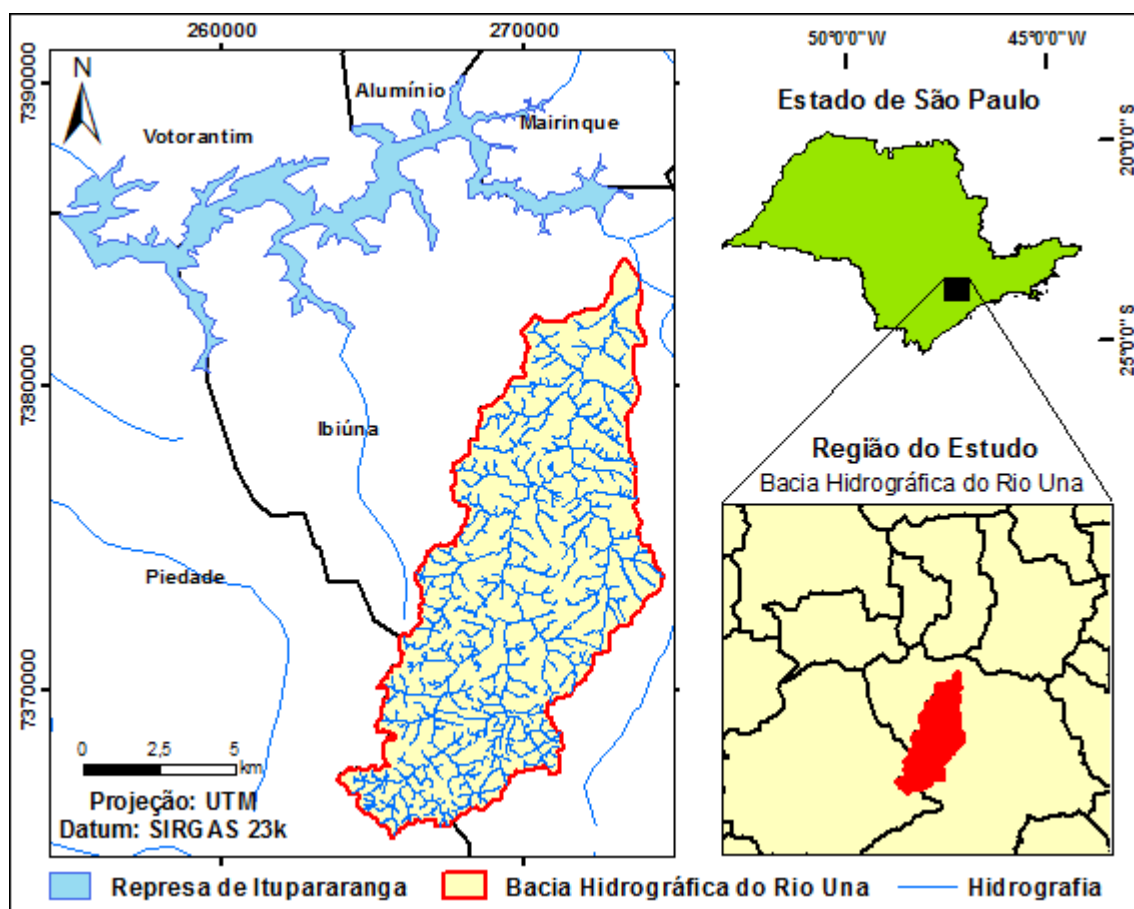 260000
270000
7390000
7380000
7370000
N
Alumínio
Votorantim
Mairinque
Ibiúna
Piedade
0 2,5 5
km
Projeção: UTM
Datum: SIRGAS 23k
50°0'0"W
45°0'0"W
Estado de São Paulo
20°0'0"S
25°0'0"S
Região do Estudo
Bacia Hidrográfica do Rio Una
Represa de Itupararanga
Bacia Hidrográfica do Rio Una
Hidrografia